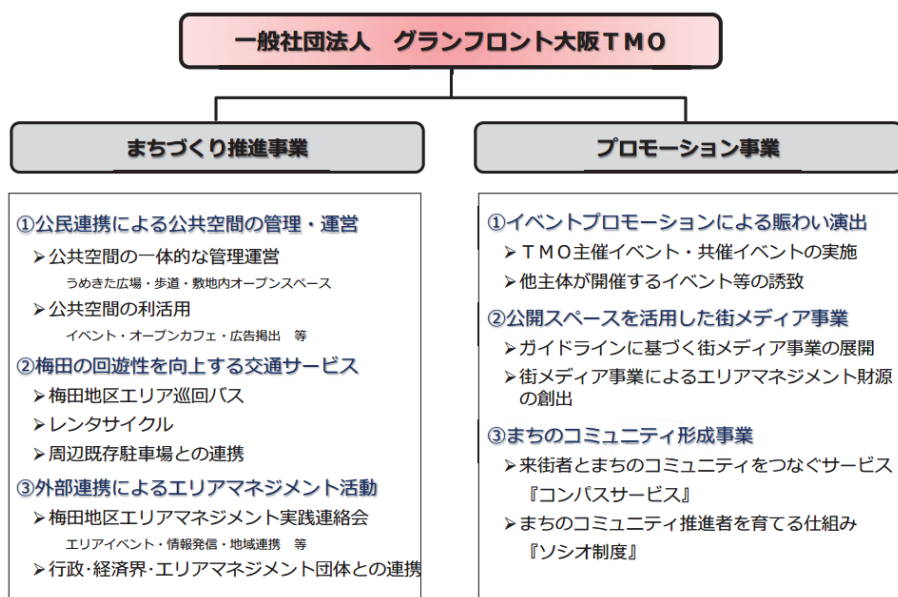 一般社団法人　グランフロント大阪TMO
まちづくり推進事業
①公民連携による公共空間の管理・運営
➢公共空間の一体的な管理運営
うめきた広場・歩道・敷地内オープンスペース
➢公共空間の利活用
イベント・オープンカフェ・広告掲出　等
②梅田の回遊性を向上する交通サービス
➢梅田地区エリア巡回バス
➢レンタサイクル
➢周辺既存駐車場との連携
③外部連携によるエリアマネジメント活動
➢梅田地区エリアマネジメント実践連絡会
エリアイベント・情報発信・地域連携　等
➢行政･経済界･エリアマネジメント団体との連携
プロモーション事業
①イベントプロモーションによる賑わい演出
➢TMO主催イベント・共催イベントの実施
➢他主体が開催するイベント等の誘致
②公開スペースを活用した街メディア事業
➢ガイドラインに基づく街メディア事業の展開
➢街メディア事業によるエリアマネジメント財源
の創出
③まちのコミュニティ形成事業
➢来街者とまちのコミュニティをつなぐサービス
『コンパスサービス』
➢まちのコミュニティ推進者を育てる仕組み
『ソシオ制度』